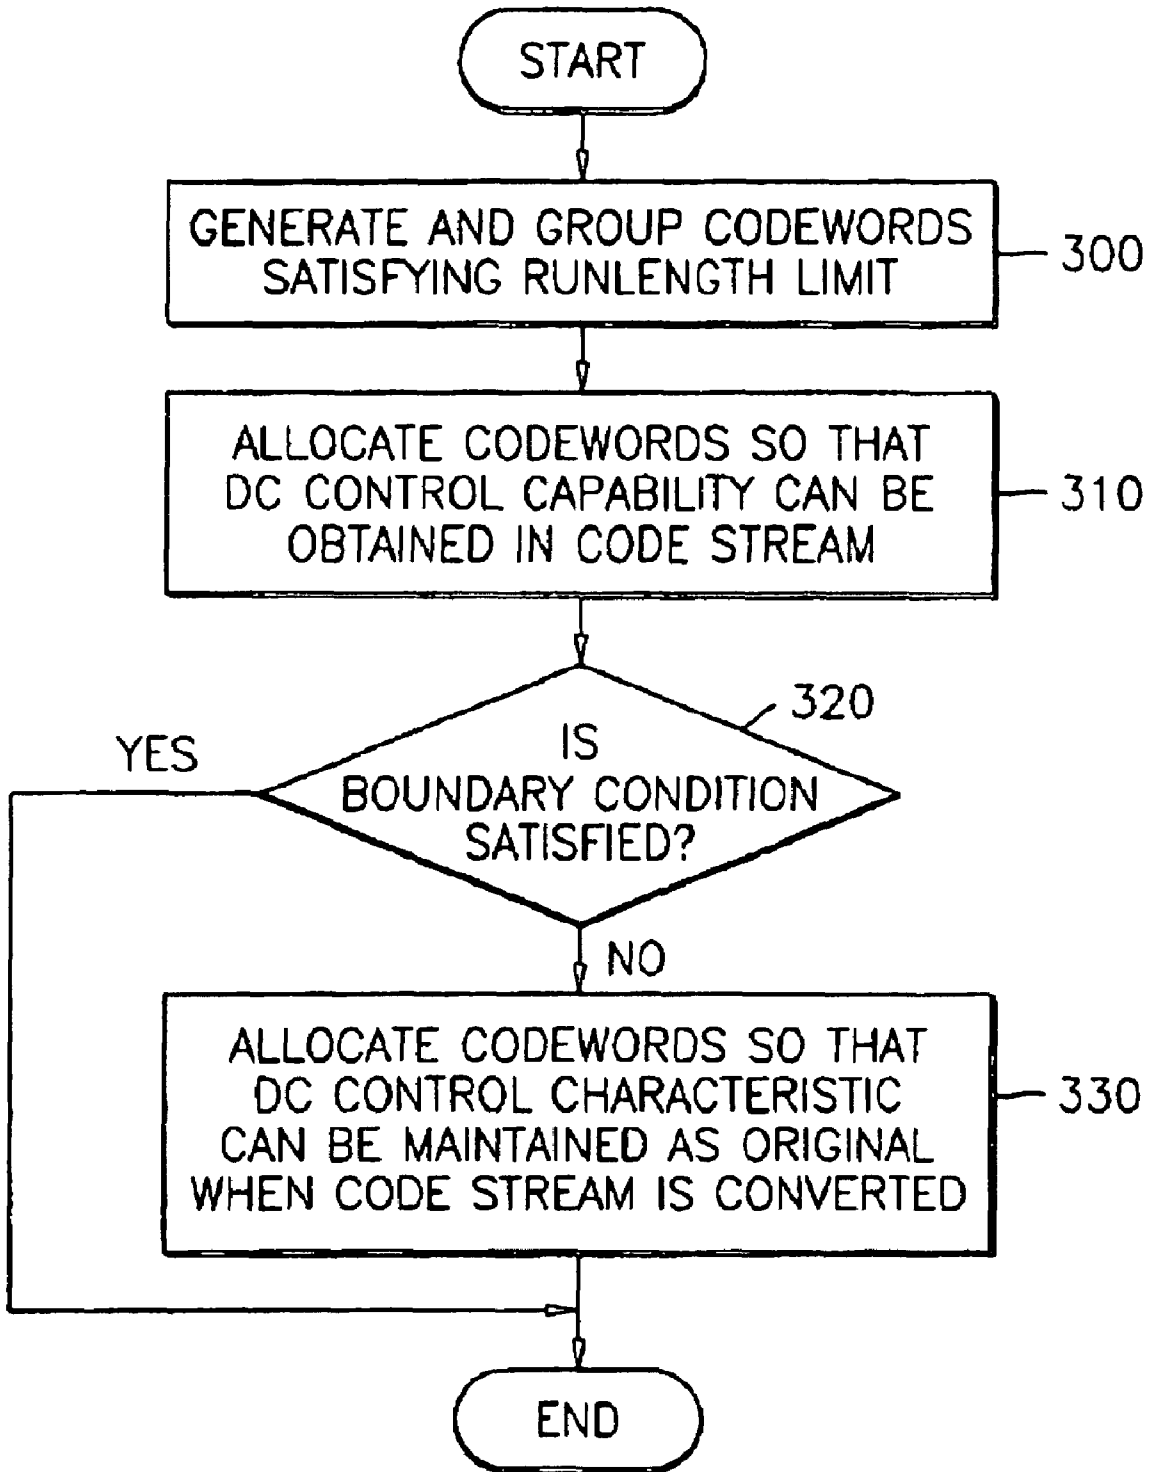 START
GENERATE AND GROUP CODEWORDS
SATISFYING RUNLENGTH LIMIT
300
ALLOCATE CODEWORDS SO THAT
DC CONTROL CAPABILITY CAN BE
OBTAINED IN CODE STREAM
310
320
IS
BOUNDARY CONDITION
SATISFIED?
YES
NO
ALLOCATE CODEWORDS SO THAT
DC CONTROL CHARACTERISTIC
CAN BE MAINTAINED AS ORIGINAL
WHEN CODE STREAM IS CONVERTED
330
END